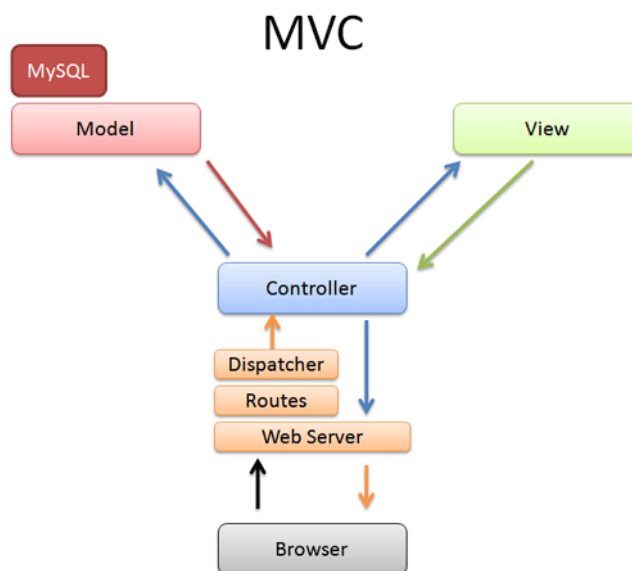 MVC
MySQL
Model
View
Controller
Dispatcher
Routes
Web Server
Browser